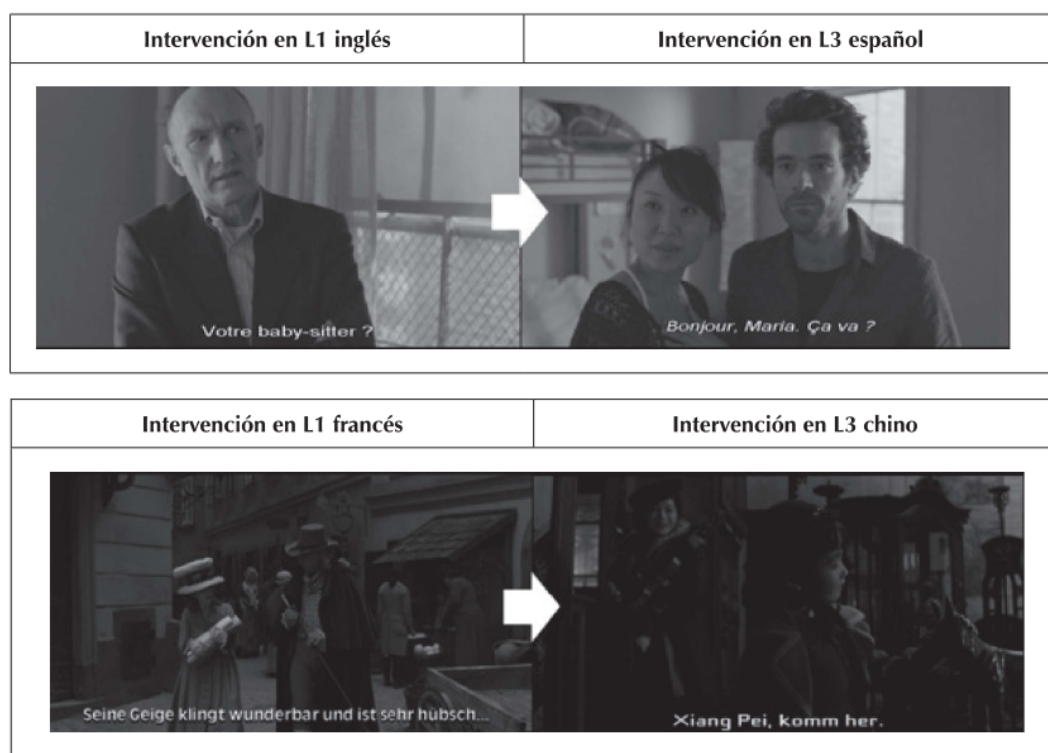 Intervención en L1 inglés
Intervención en L3 español
Votre baby-sitter ?
Bonjour, Maria. Ça va ?
Intervención en L1 francés
Intervención en L3 chino
Seine Geige klingt wunderbar und ist sehr hübsch...
Xiang Pei, komm her.